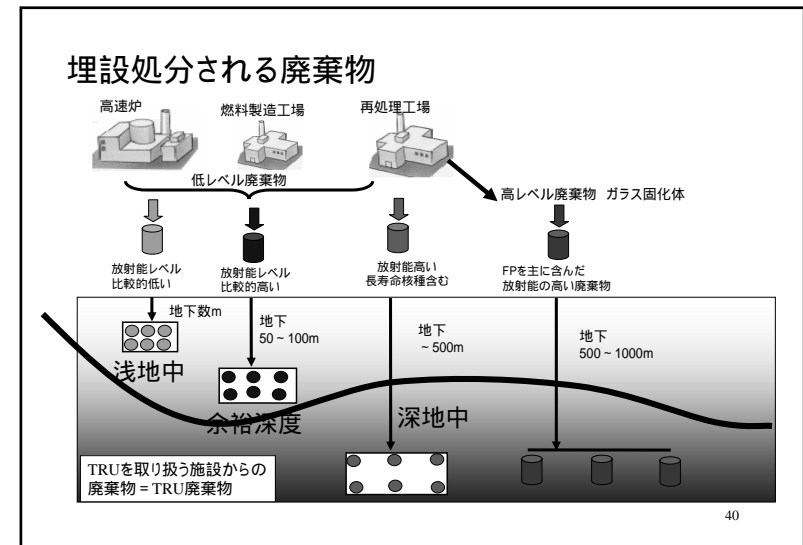 埋設処分される廃棄物
高速炉
燃料製造工場
再処理工場
低レベル廃棄物
高レベル廃棄物 ガラス固化体
放射能レベル
比較的低い
放射能レベル
比較的高い
放射能高い
長寿命核種含む
FPを主に含んだ
放射能の高い廃棄物
地下数m
地下
50~100m
地下
~500m
地下
500~1000m
浅地中
余裕深度
深地中
TRUを取り扱う施設からの
廃棄物=TRU廃棄物
40